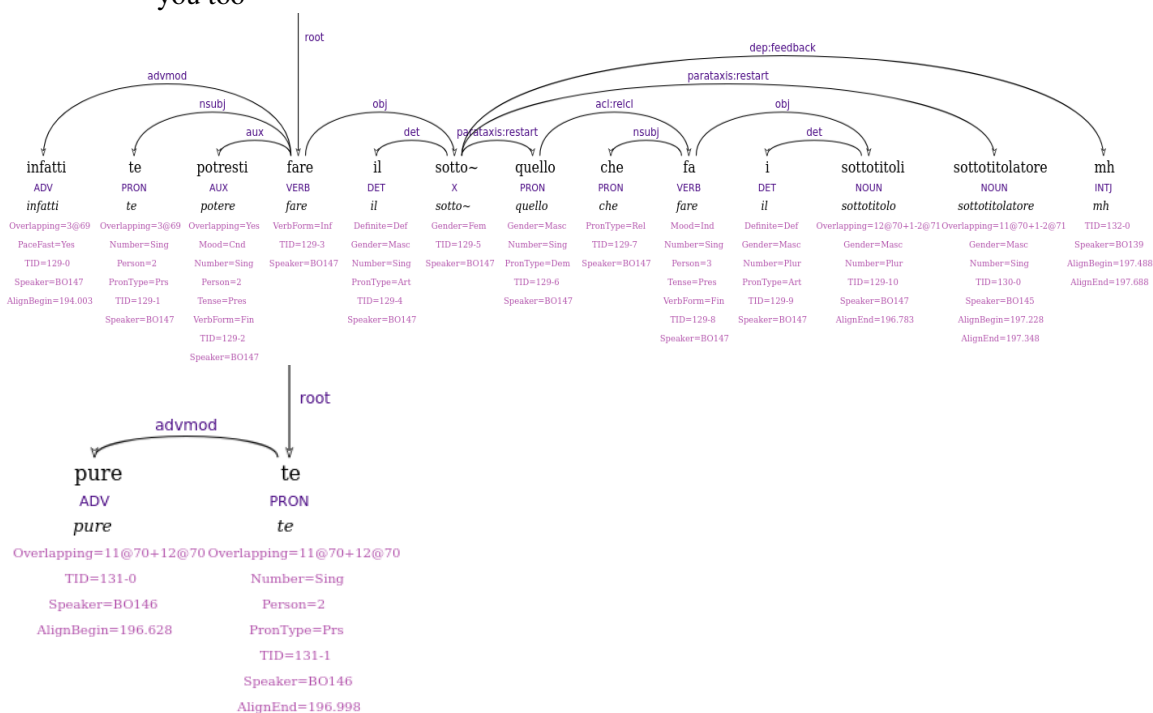 you too
root
dep:feedback
advmod parataxis:restart
nsubj obj acl:relcl obj
aux det parataxis:restart nsubj det
infatti te potresti fare il sotto~ quello che fa i sottotitoli sottotitolatore mh
ADV PRON AUX VERB DET X PRON PRON VERB DET NOUN NOUN INTJ
infatti te potere fare il sotto~ quello che fare il sottotitolo sottotitolatore mh
Overlapping=3@69 Overlapping=3@69 Overlapping=Yes VerbForm=Inf Definite=Def Gender=Fem Gender=Masc PronType=Rel Mood=Ind Definite=Def Overlapping=12@70+1-2@71 Overlapping=11@70+1-2@71 TID=132-0
PaceFast=Yes Number=Sing Mood=Cnd TID=129-3 Gender=Masc TID=129-5 Number=Sing TID=129-7 Number=Sing Gender=Masc Gender=Masc Gender=Masc Speaker=BO139
TID=129-0 Person=2 Number=Sing Speaker=BO147 Number=Sing Speaker=BO147 PronType=Dem Speaker=BO147 Person=3 Number=Plur Number=Plur Number=Sing AlignBegin=197.488
Speaker=BO147 PronType=Prs Person=2 PronType=Art TID=129-6 Tense=Pres PronType=Art TID=129-10 TID=130-0 AlignEnd=197.688
AlignBegin=194.003 TID=129-1 Tense=Pres TID=129-4 Speaker=BO147 VerbForm=Fin TID=129-9 Speaker=BO147 Speaker=BO145
Speaker=BO147 VerbForm=Fin Speaker=BO147 TID=129-8 Speaker=BO147 AlignEnd=196.783 AlignBegin=197.228
TID=129-2 Speaker=BO147 AlignEnd=197.348
Speaker=BO147
root
advmod
pure te
ADV PRON
pure te
Overlapping=11@70+12@70 Overlapping=11@70+12@70
TID=131-0 Number=Sing
Speaker=BO146 Person=2
AlignBegin=196.628 PronType=Prs
TID=131-1
Speaker=BO146
AlignEnd=196.998